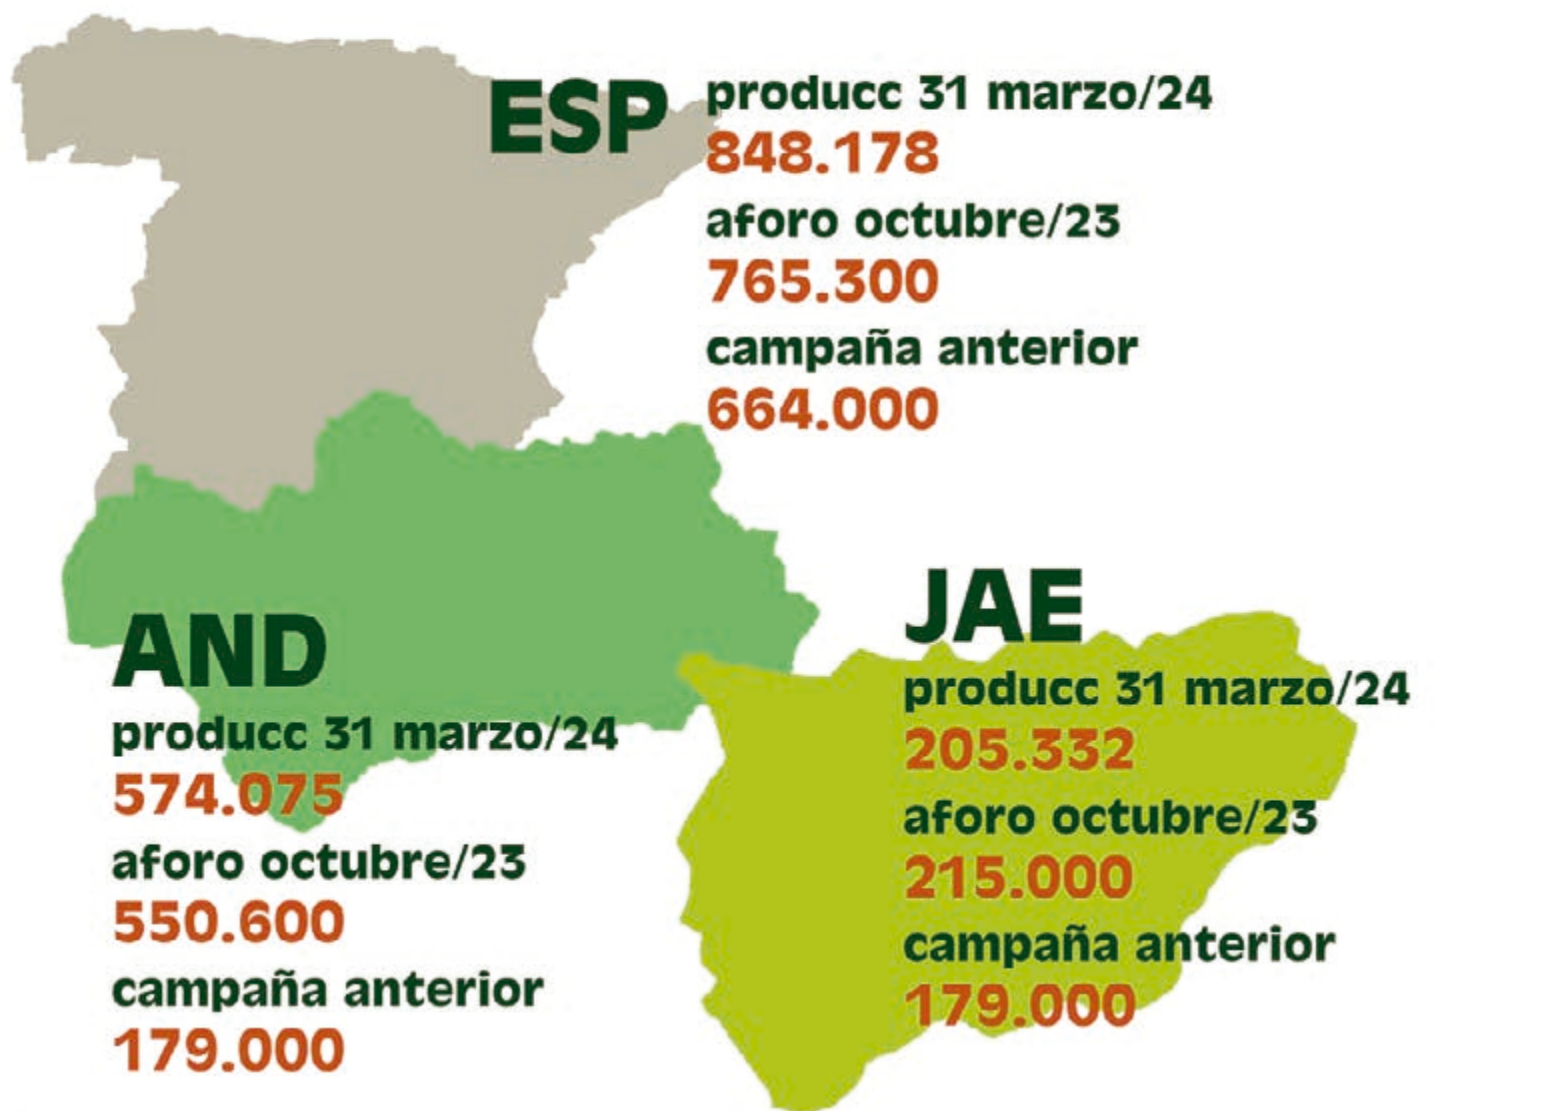 ESP
producc 31 marzo/24
848.178
aforo octubre/23
765.300
campaña anterior
664.000
AND
producc 31 marzo/24
574.075
aforo octubre/23
550.600
campaña anterior
179.000
JAE
producc 31 marzo/24
205.332
aforo octubre/23
215.000
campaña anterior
179.000